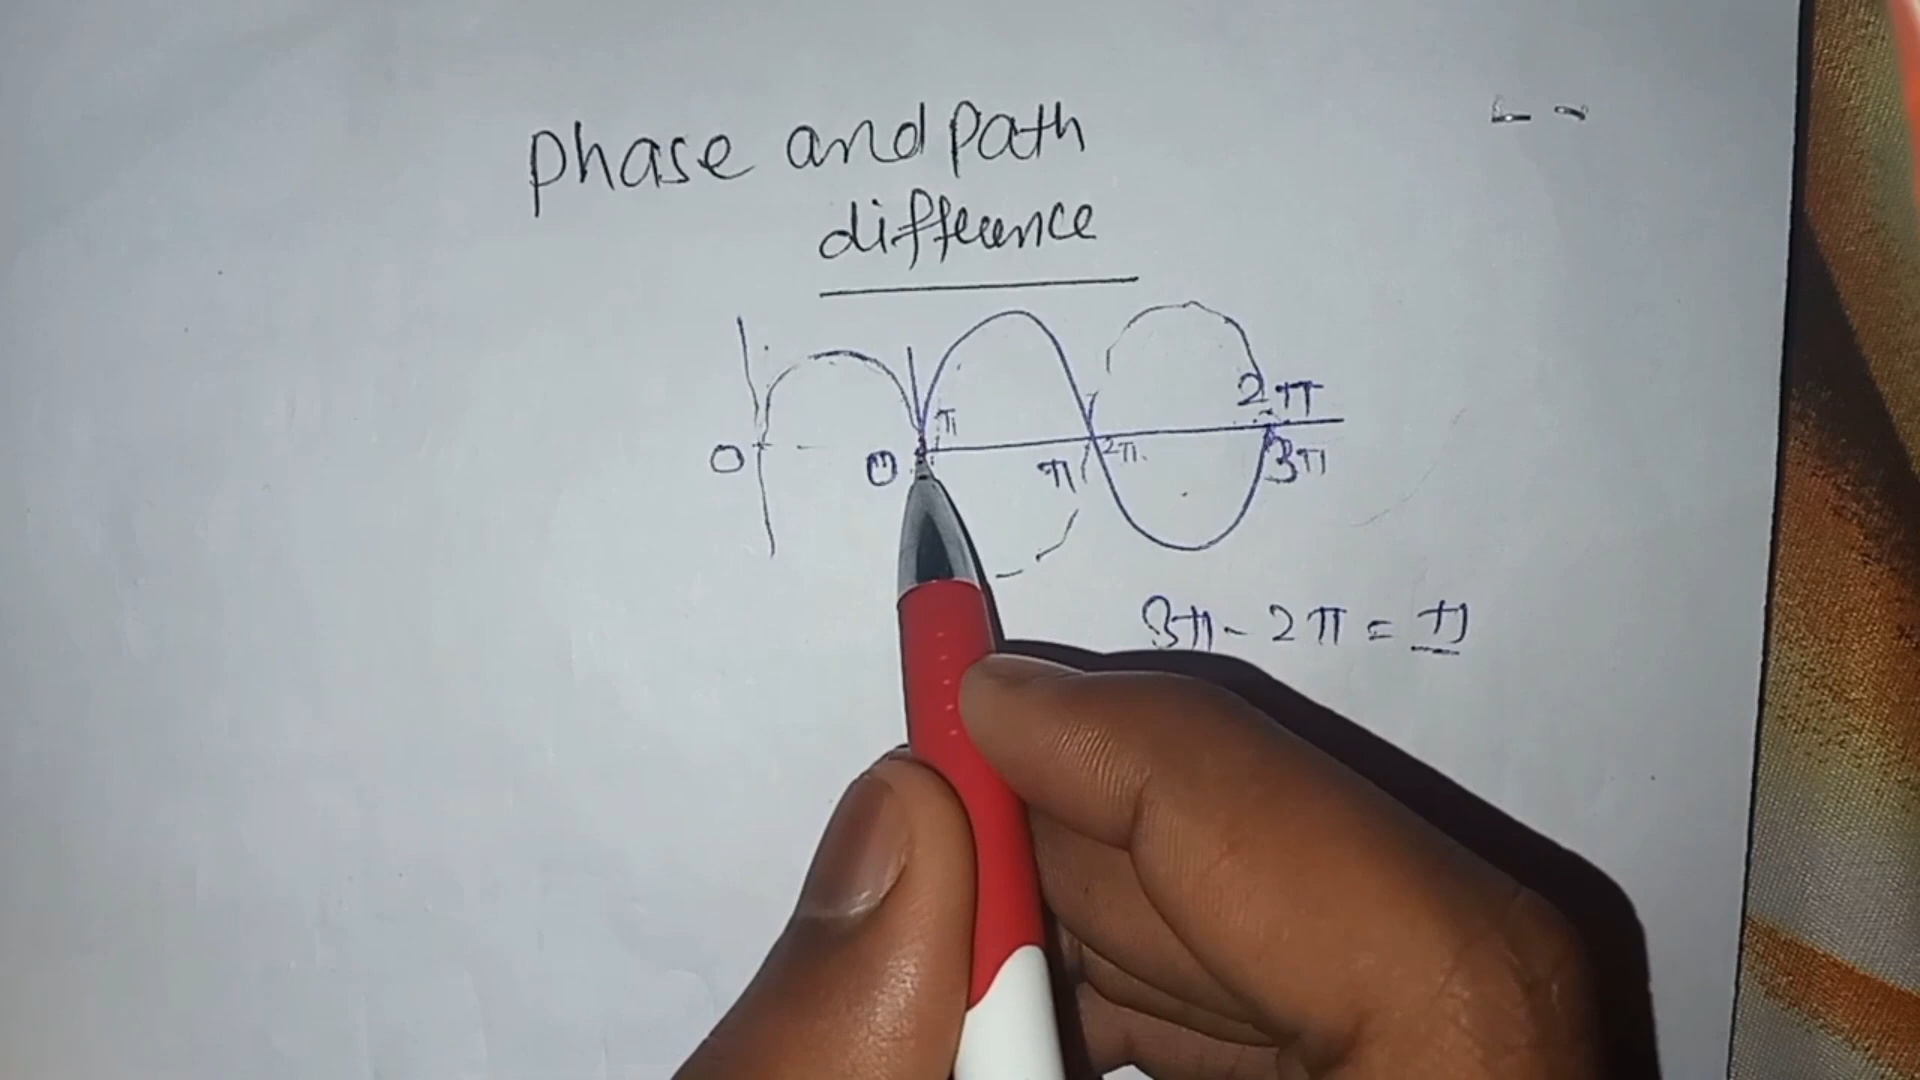 Phase and Path
difference
π 2π
0 0 π 2π 3π
3π - 2π = π